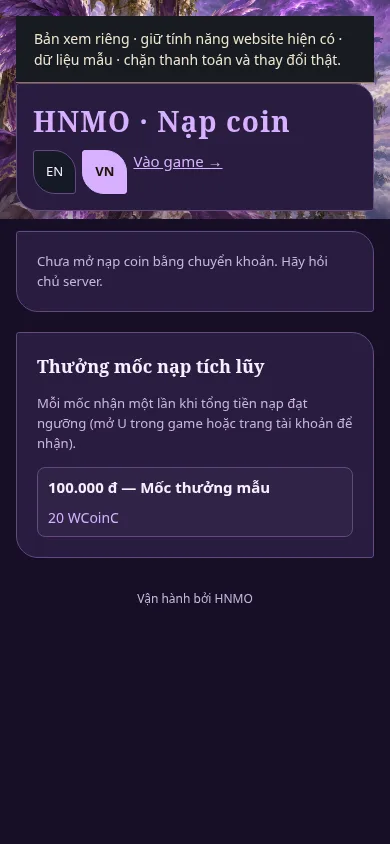 Bản xem riêng · giữ tính năng website hiện có ·
dữ liệu mẫu · chặn thanh toán và thay đổi thật.
HNMO · Nạp coin
EN
VN
Vào game →
Chưa mở nạp coin bằng chuyển khoản. Hãy hỏi
chủ server.
Thưởng mốc nạp tích lũy
Mỗi mốc nhận một lần khi tổng tiền nạp đạt
ngưỡng (mở U trong game hoặc trang tài khoản để
nhận).
100.000 đ — Mốc thưởng mẫu
20 WCoinC
Vận hành bởi HNMO